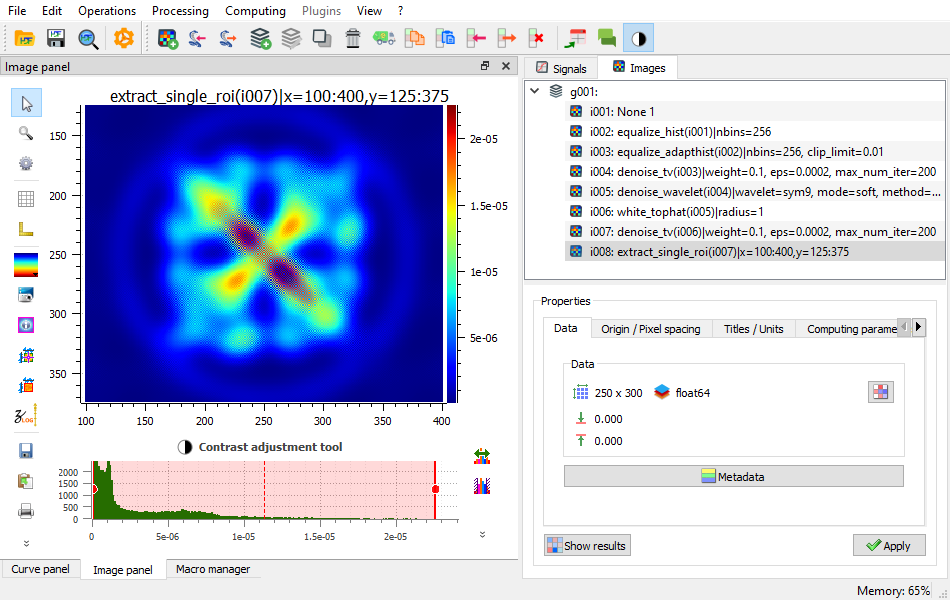 File Edit Operations Processing Computing Plugins View ?
Image panel
extract_single_roi(i007)|x=100:400,y=125:375
150
200
250
300
350
100 150 200 250 300 350 400
2e-05
1.5e-05
1e-05
5e-06
Contrast adjustment tool
2000
1500
1000
500
0
0 5e-06 1e-05 1.5e-05 2e-05
Curve panel Image panel Macro manager
Signals Images
g001:
i001: None 1
i002: equalize_hist(i001)|nbins=256
i003: equalize_adapthist(i002)|nbins=256, clip_limit=0.01
i004: denoise_tv(i003)|weight=0.1, eps=0.0002, max_num_iter=200
i005: denoise_wavelet(i004)|wavelet=sym9, mode=soft, method=...
i006: white_tophat(i005)|radius=1
i007: denoise_tv(i006)|weight=0.1, eps=0.0002, max_num_iter=200
i008: extract_single_roi(i007)|x=100:400,y=125:375
Properties
Data Origin / Pixel spacing Titles / Units Computing parame
Data
250 x 300 float64
0.000
0.000
Metadata
Show results Apply
Memory: 65%